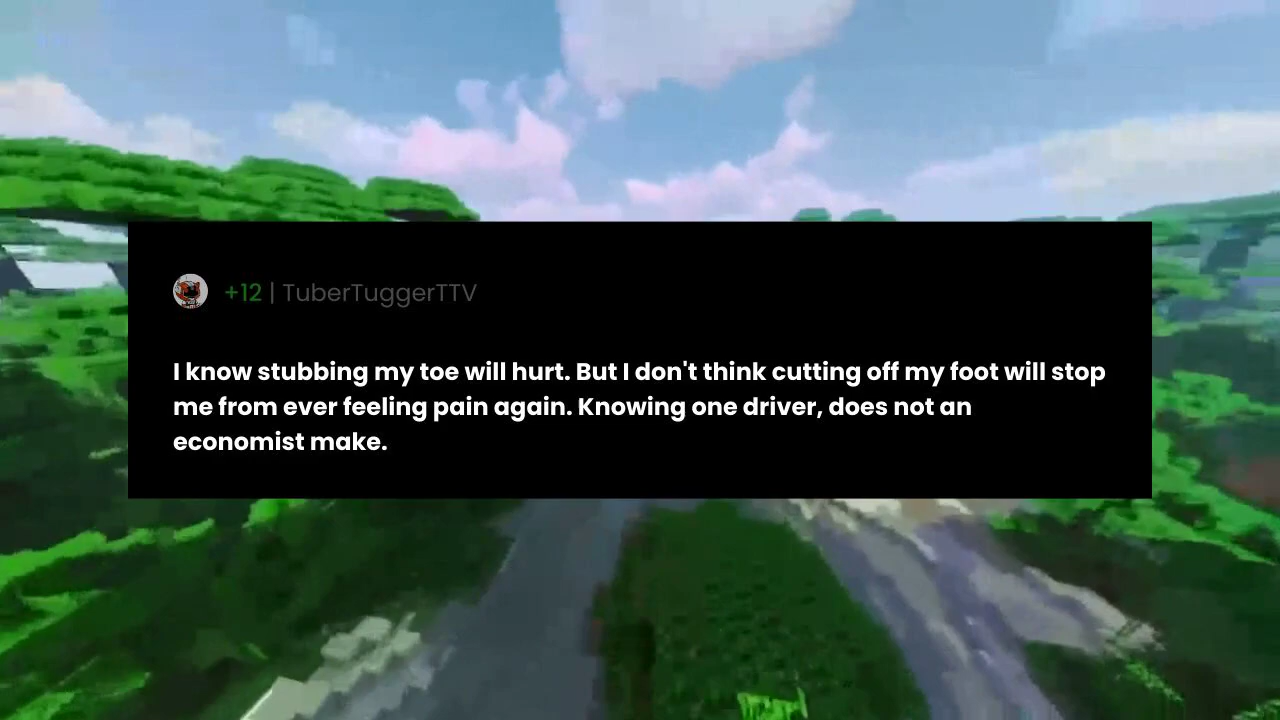 +12 | TuberTuggerTTV
I know stubbing my toe will hurt. But I don't think cutting off my foot will stop
me from ever feeling pain again. Knowing one driver, does not an
economist make.